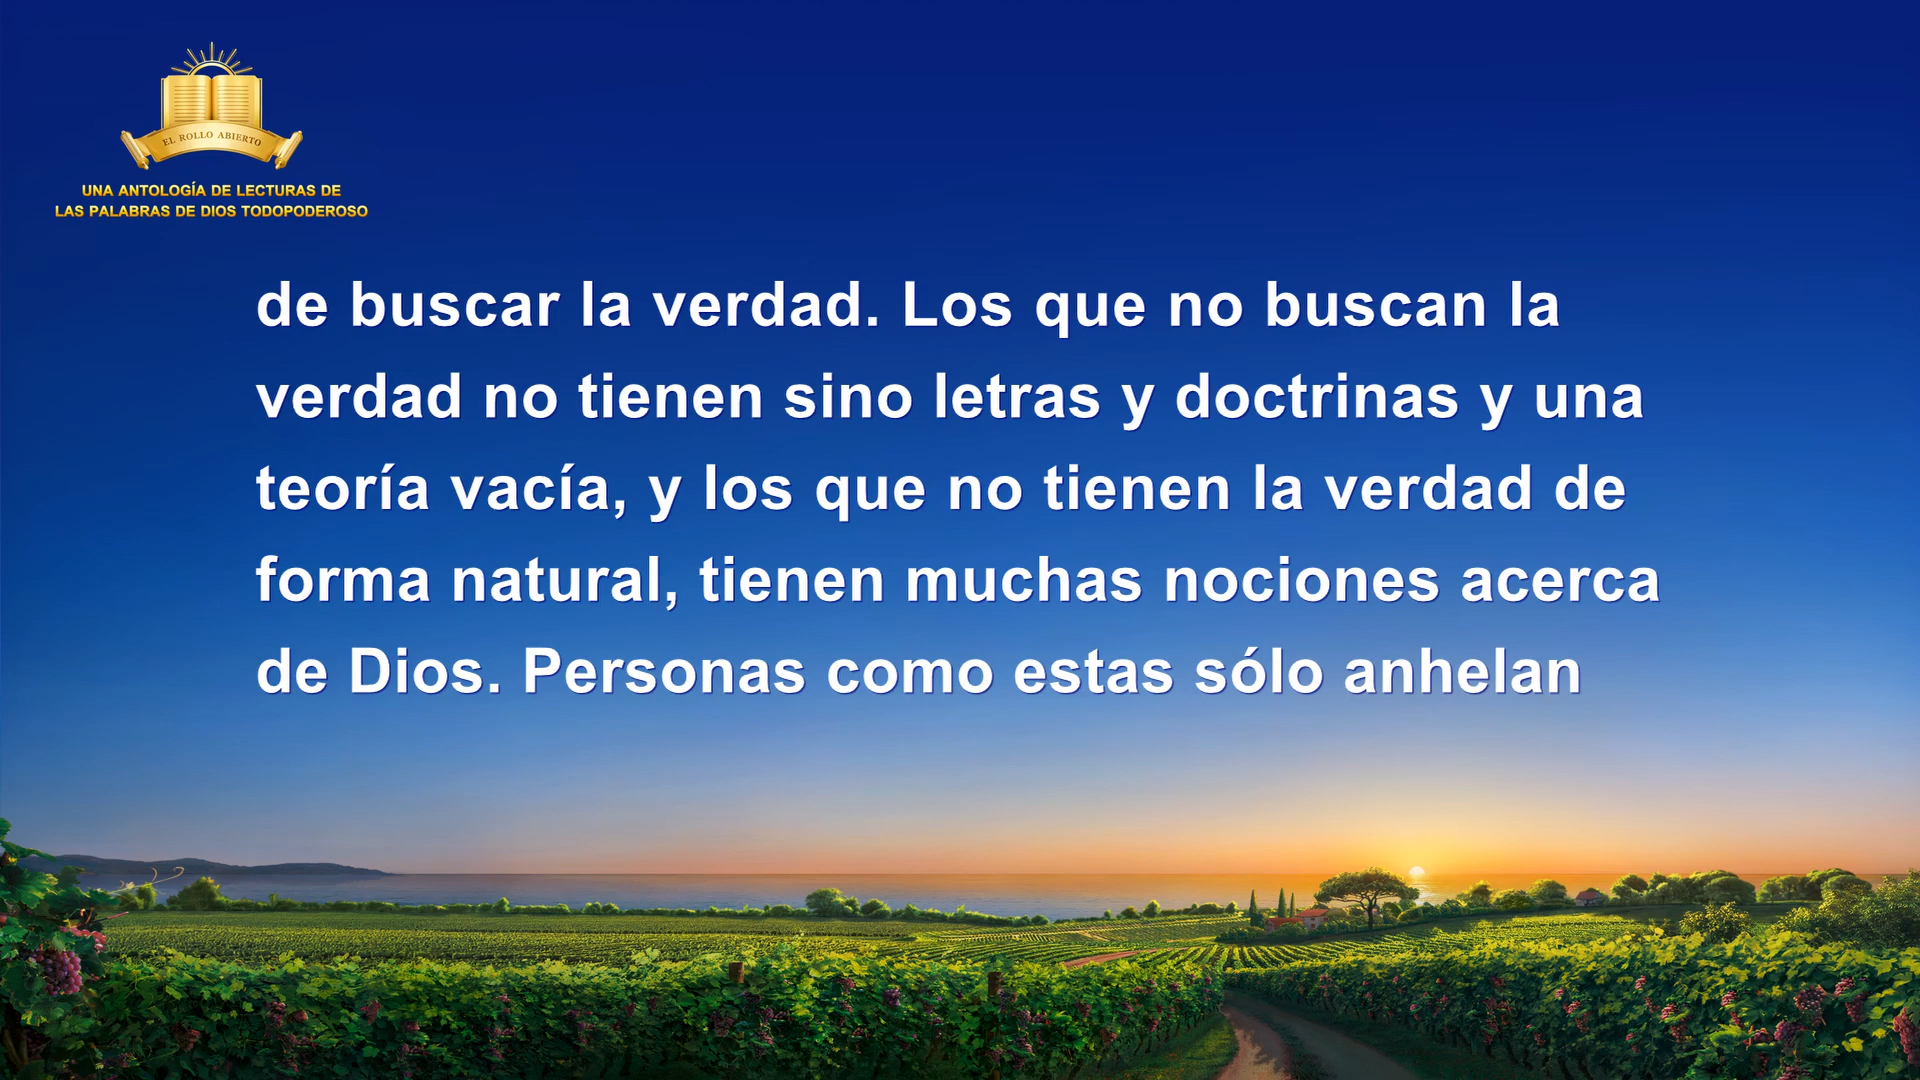 EL ROLLO ABIERTO
UNA ANTOLOGÍA DE LECTURAS DE
LAS PALABRAS DE DIOS TODOPODEROSO
de buscar la verdad. Los que no buscan la
verdad no tienen sino letras y doctrinas y una
teoría vacía, y los que no tienen la verdad de
forma natural, tienen muchas nociones acerca
de Dios. Personas como estas sólo anhelan